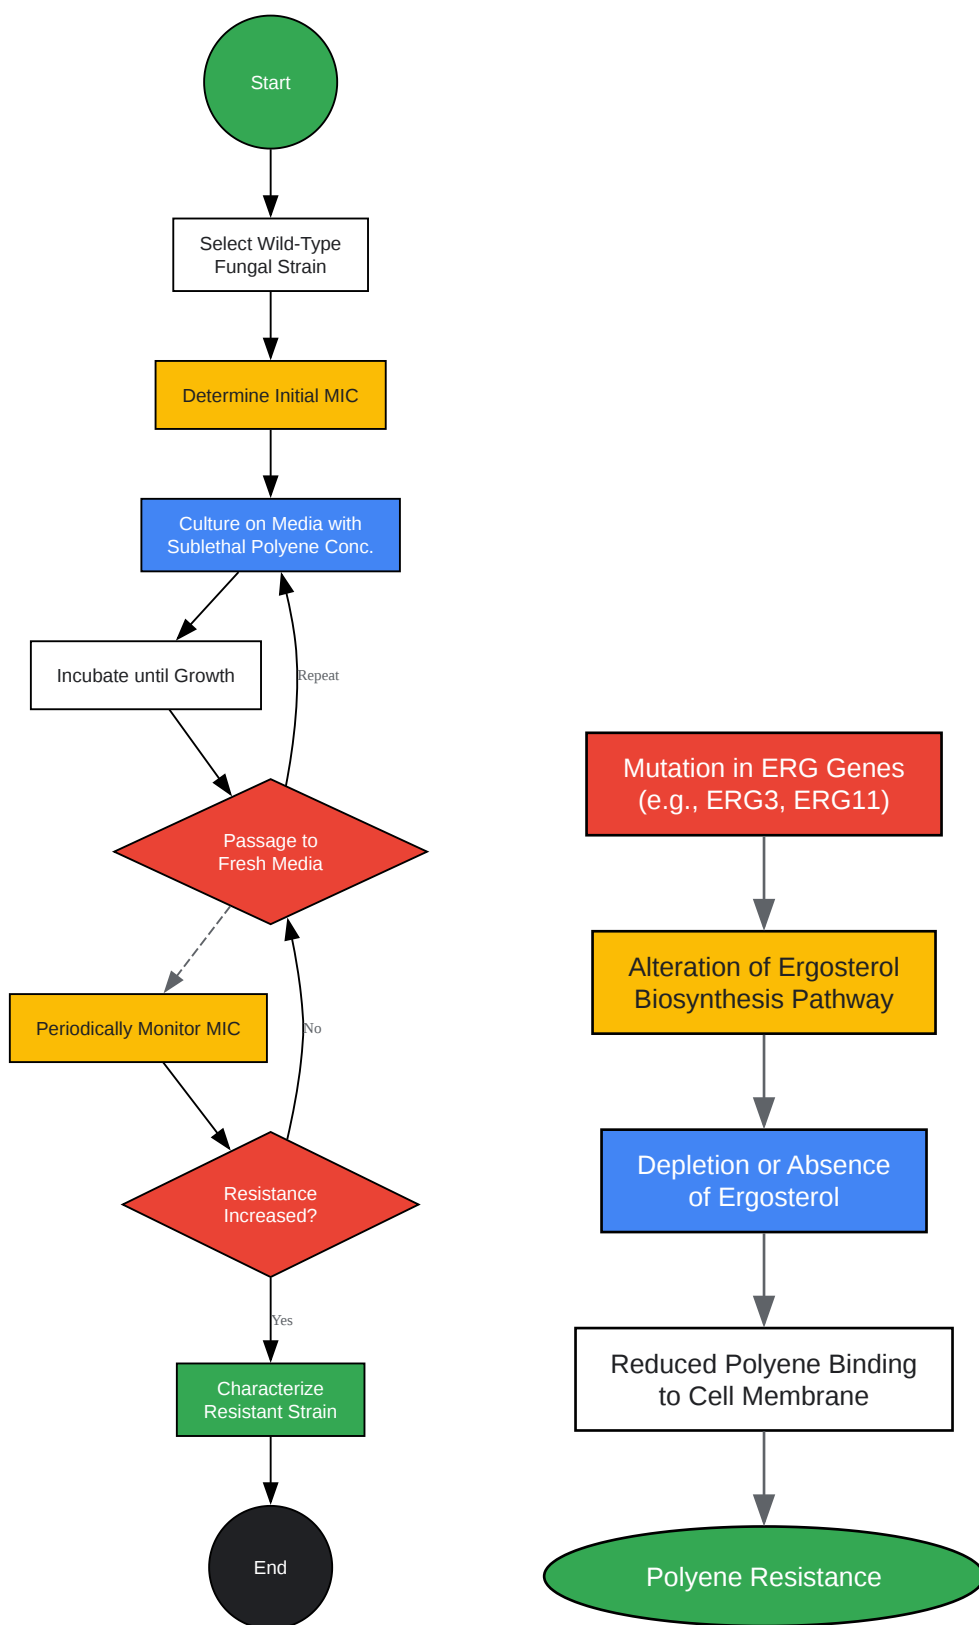 Start
Select Wild-Type
Fungal Strain
Determine Initial MIC
Culture on Media with
Sublethal Polyene Conc.
Incubate until Growth
Repeat
Passage to
Fresh Media
Periodically Monitor MIC
No
Resistance
Increased?
Yes
Characterize
Resistant Strain
End
Mutation in ERG Genes
(e.g., ERG3, ERG11)
Alteration of Ergosterol
Biosynthesis Pathway
Depletion or Absence
of Ergosterol
Reduced Polyene Binding
to Cell Membrane
Polyene Resistance